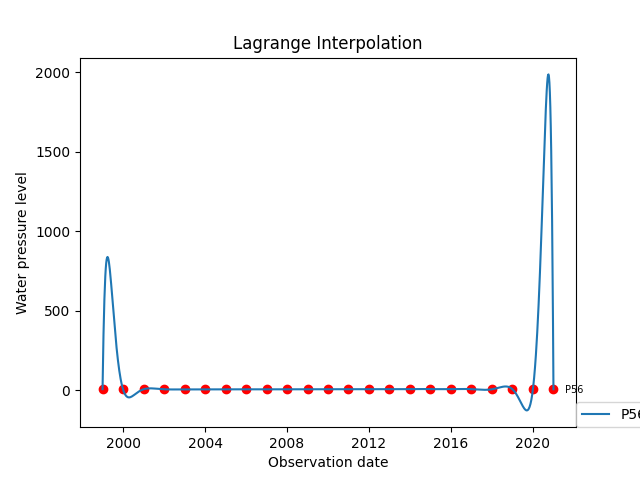 Lagrange Interpolation
Water pressure level
2000
1500
1000
500
0
P56
P56
2000 2004 2008 2012 2016 2020
Observation date